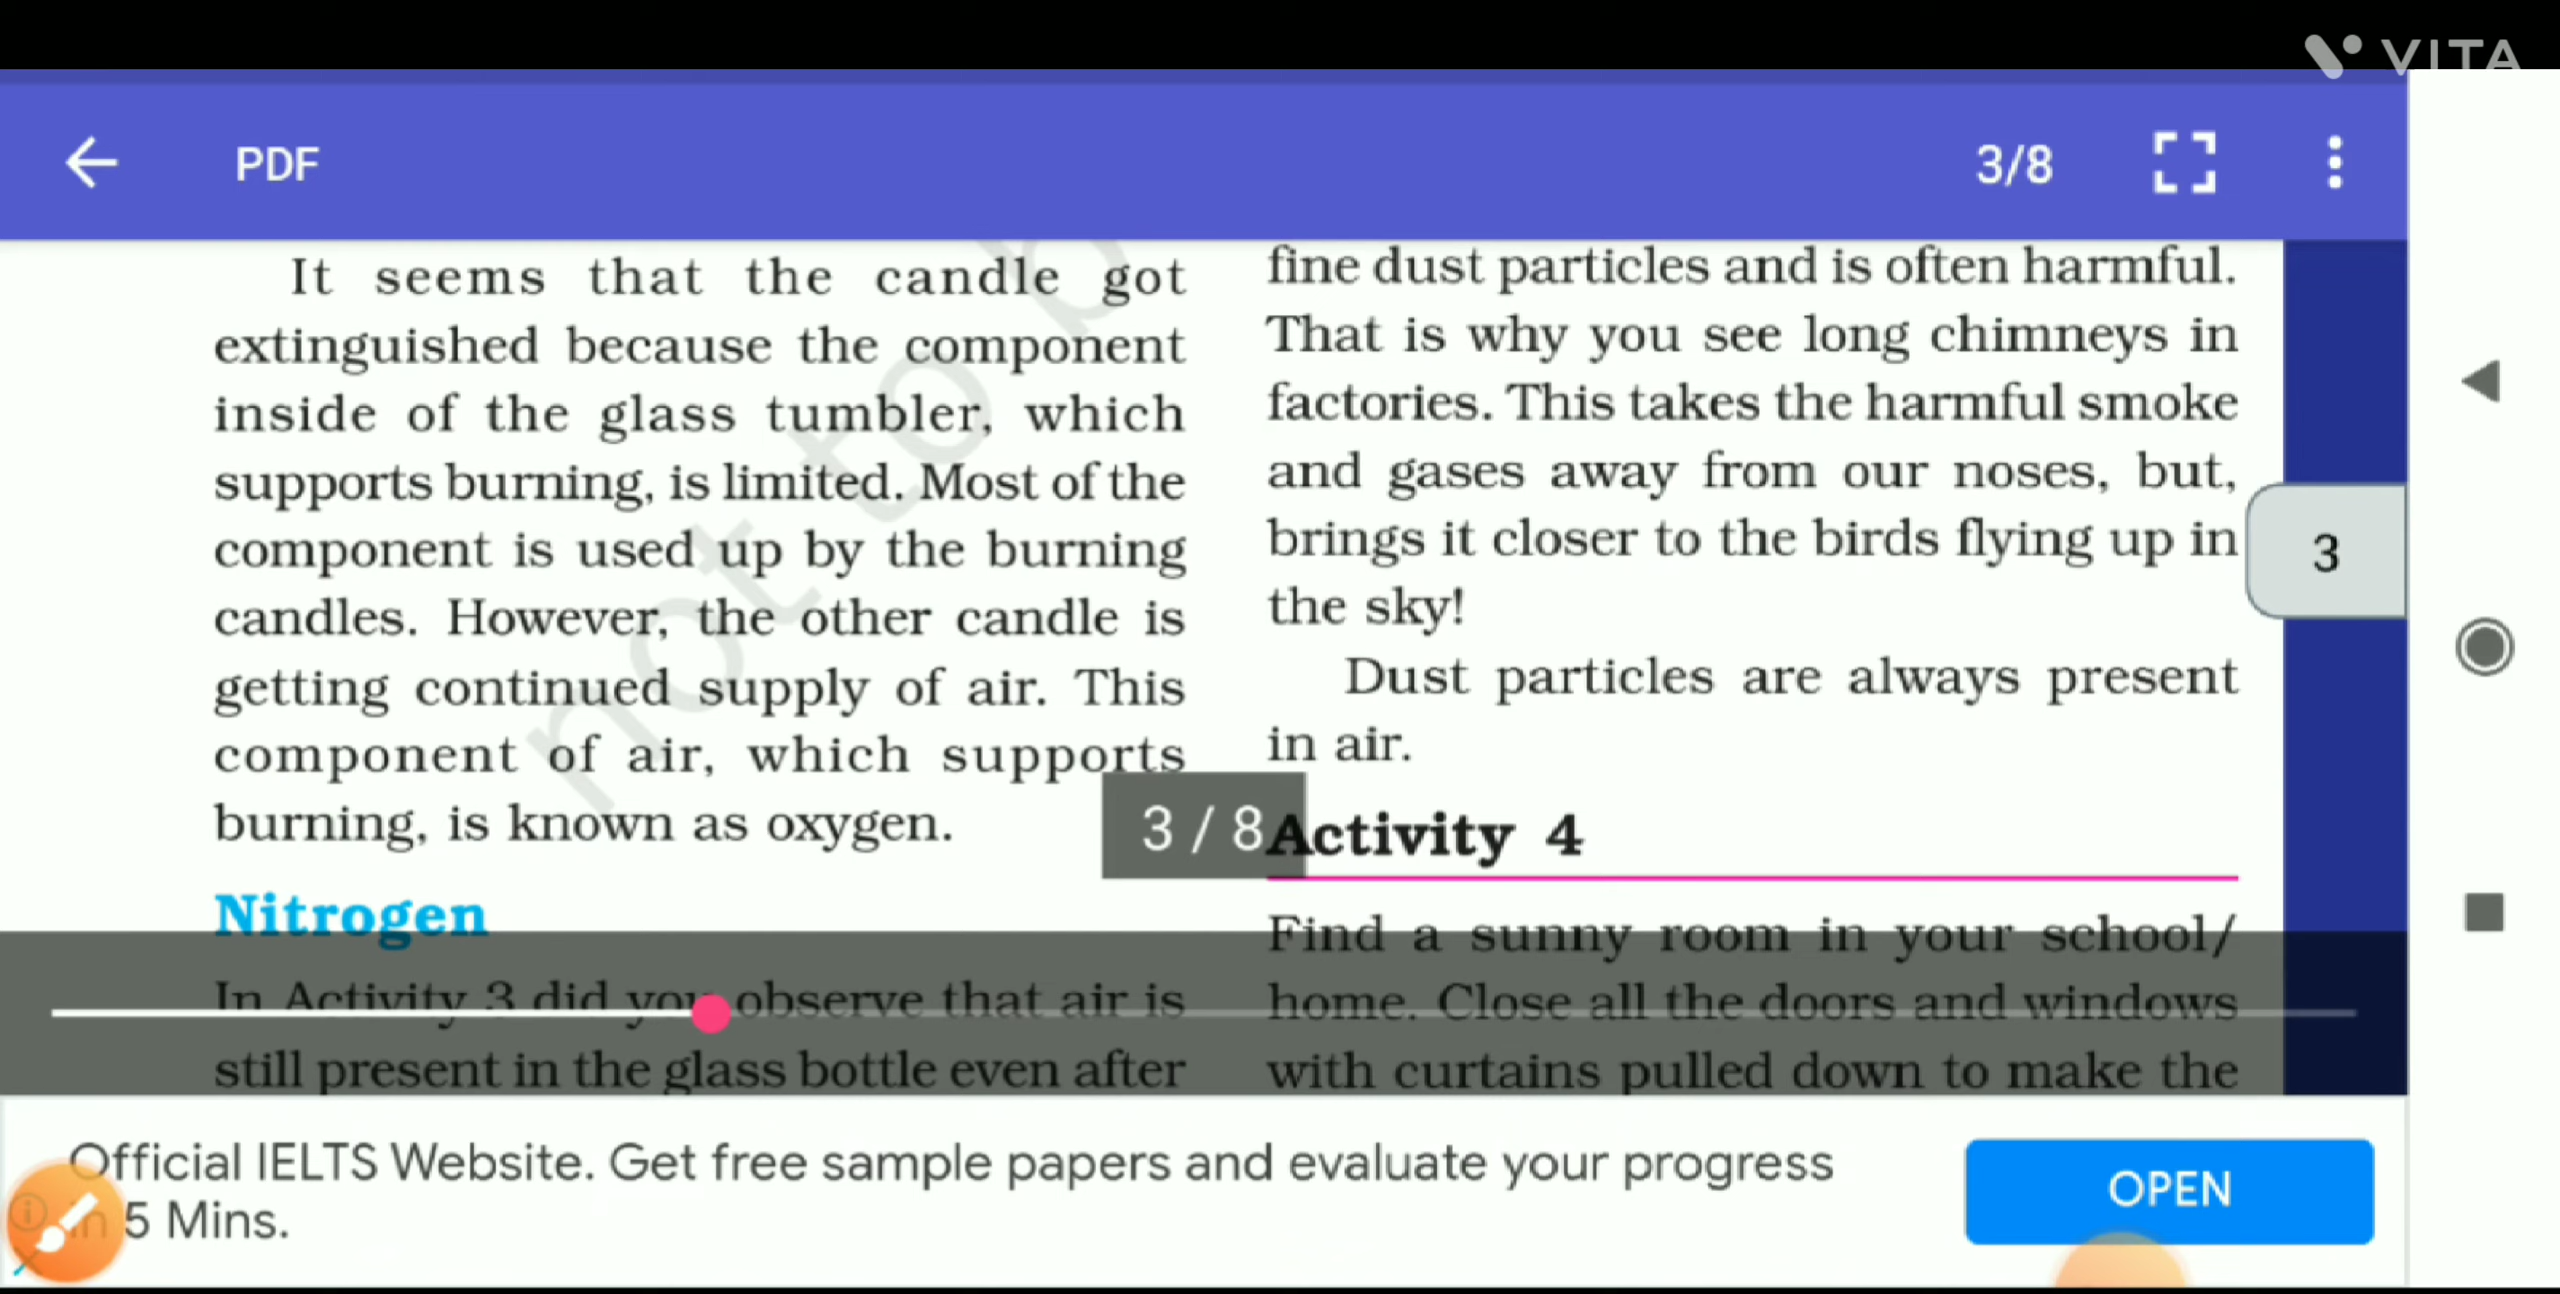 VITA
PDF
3/8
It seems that the candle got
extinguished because the component
inside of the glass tumbler, which
supports burning, is limited. Most of the
component is used up by the burning
candles. However, the other candle is
getting continued supply of air. This
component of air, which supports
burning, is known as oxygen.
Nitrogen
In Activity 3 did you observe that air is
still present in the glass bottle even after
fine dust particles and is often harmful.
That is why you see long chimneys in
factories. This takes the harmful smoke
and gases away from our noses, but,
brings it closer to the birds flying up in
the sky!
Dust particles are always present
in air.
Activity 4
Find a sunny room in your school/
home. Close all the doors and windows
with curtains pulled down to make the
not to b
3
3 / 8
Official IELTS Website. Get free sample papers and evaluate your progress
in 5 Mins.
OPEN